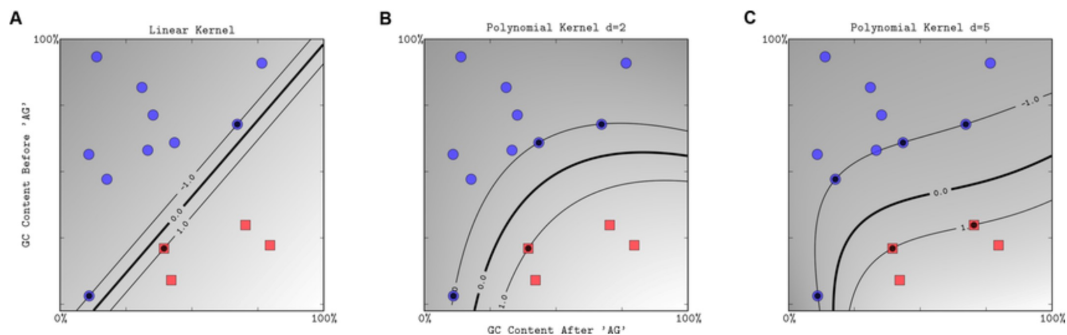 A
B
C
Linear Kernel
Polynomial Kernel d=2
Polynomial Kernel d=5
100%
100%
100%
GC Content Before 'AG'
-1.0
0.0
1.0
0.0
1.0
-1.0
0.0
0%
100%
0%
100%
0%
100%
GC Content After 'AG'